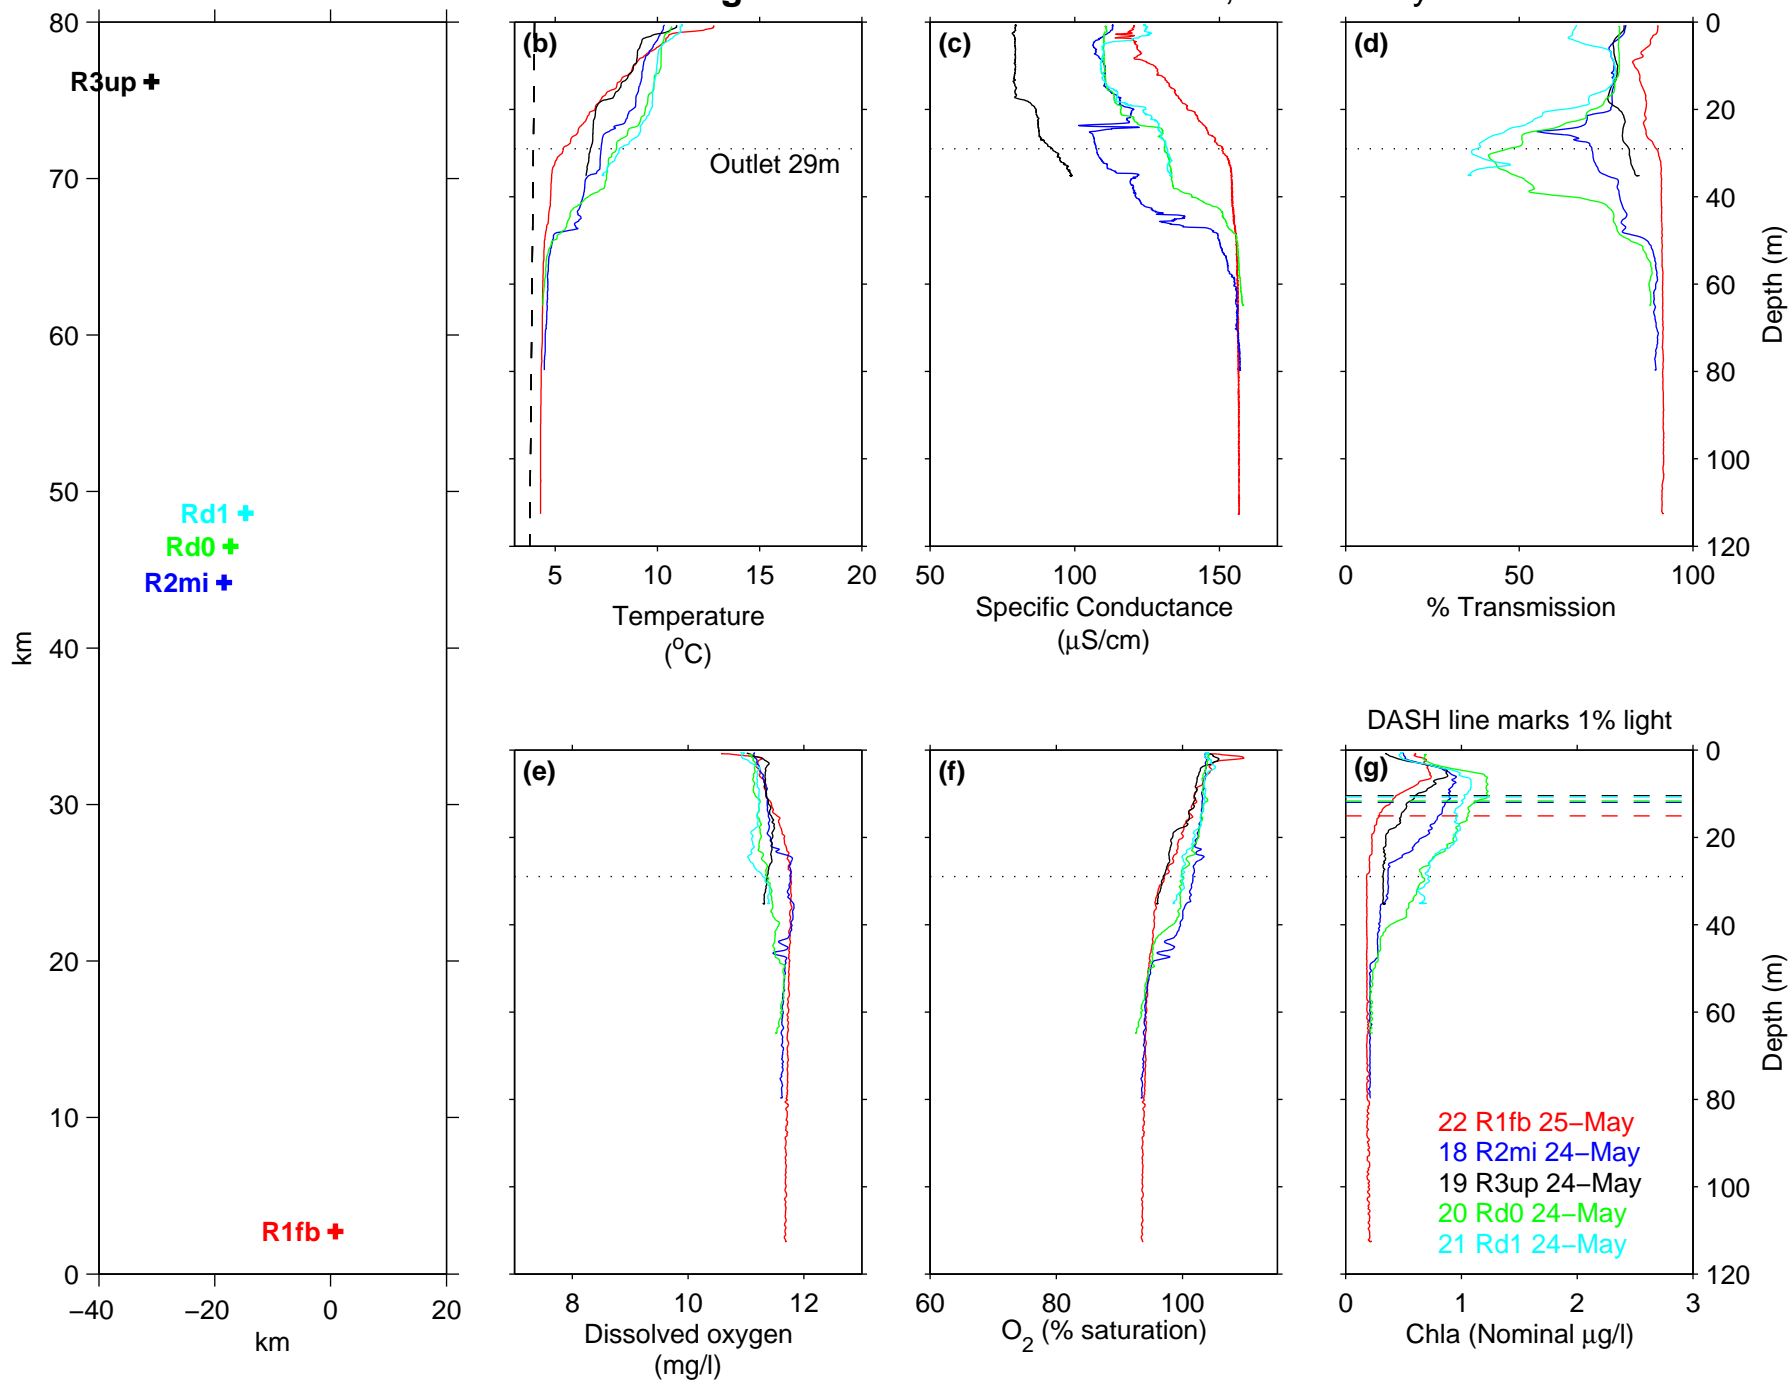 80
70
60
50
40
30
20
10
0
km
−40
−20
0
20
km
R3up
Rd1
Rd0
R2mi
R1fb
(b)
Outlet 29m
5
10
15
20
Temperature
(°C)
(c)
50
100
150
Specific Conductance
(μS/cm)
(d)
0
50
100
% Transmission
0
20
40
60
80
100
120
Depth (m)
(e)
8
10
12
Dissolved oxygen
(mg/l)
(f)
60
80
100
O2 (% saturation)
DASH line marks 1% light
(g)
22 R1fb 25−May
18 R2mi 24−May
19 R3up 24−May
20 Rd0 24−May
21 Rd1 24−May
0
1
2
3
Chla (Nominal μg/l)
0
20
40
60
80
100
120
Depth (m)